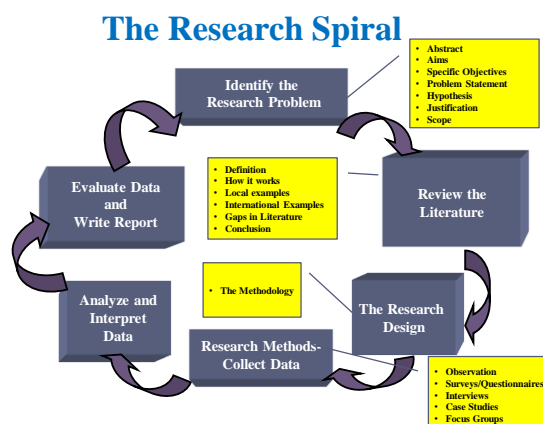 The Research Spiral
Identify the
Research Problem
• Abstract
• Aims
• Specific Objectives
• Problem Statement
• Hypothesis
• Justification
• Scope
Review the
Literature
• Definition
• How it works
• Local examples
• International Examples
• Gaps in Literature
• Conclusion
The Research
Design
• The Methodology
Research Methods-
Collect Data
• Observation
• Surveys/Questionnaires
• Interviews
• Case Studies
• Focus Groups
Analyze and
Interpret
Data
Evaluate Data
and
Write Report